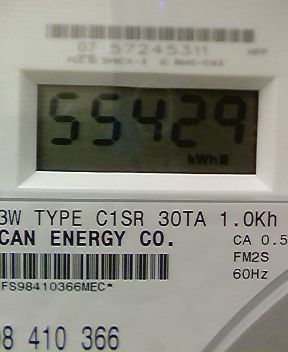 07 57245311
55429
kWh
3W TYPE C1SR 30TA 1.0Kh
CAN ENERGY CO.
CA 0.5
FM2S
60Hz
FS98410366MEC*
98 410 366